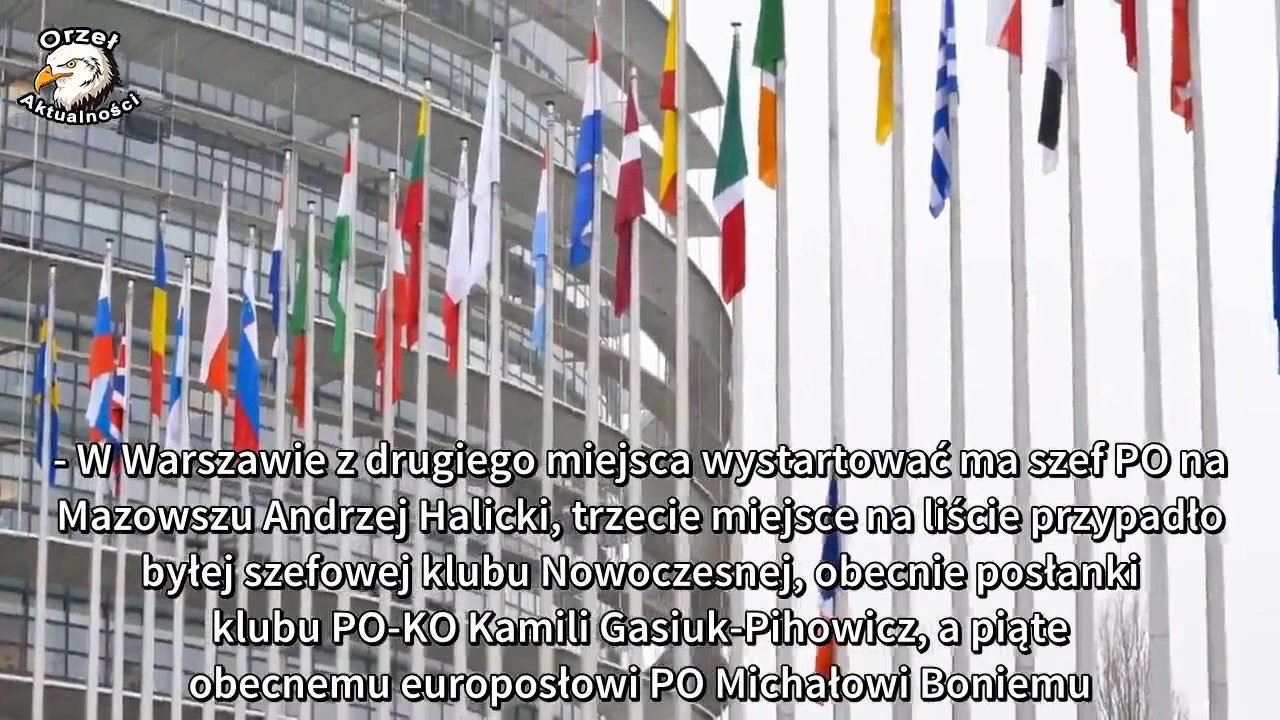 Orzeł
Aktualności
- W Warszawie z drugiego miejsca wystartować ma szef PO na
Mazowszu Andrzej Halicki, trzecie miejsce na liście przypadło
byłej szefowej klubu Nowoczesnej, obecnie posłanki
klubu PO-KO Kamili Gasiuk-Pihowicz, a piąte
obecnemu europosłowi PO Michałowi Boniemu